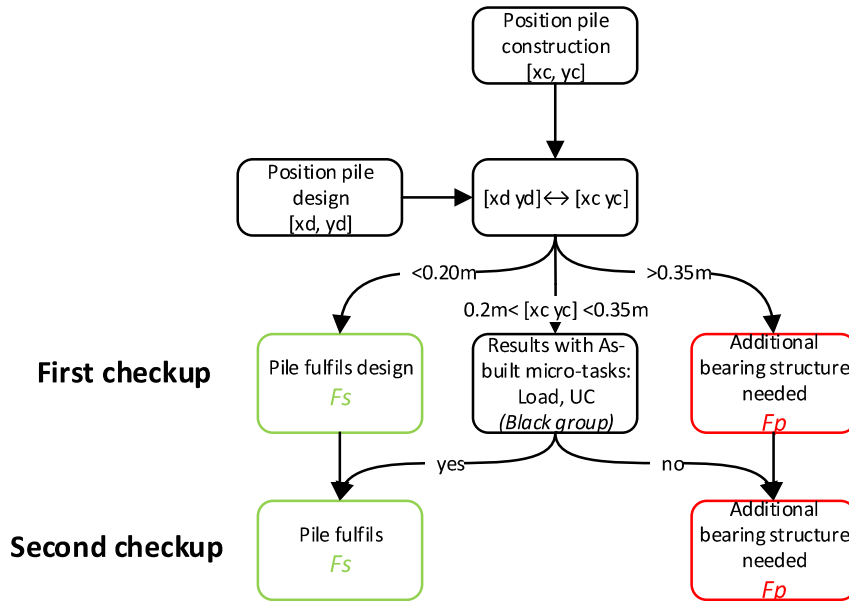 Position pile
construction
[xc, yc]
Position pile
design
[xd, yd]
[xd yd]↔ [xc yc]
<0.20m
>0.35m
0.2m< [xc yc] <0.35m
First checkup
Pile fulfils design
Fs
Results with As-
built micro-tasks:
Load, UC
(Black group)
Additional
bearing structure
needed
Fp
yes
no
Second checkup
Pile fulfils
Fs
Additional
bearing structure
needed
Fp